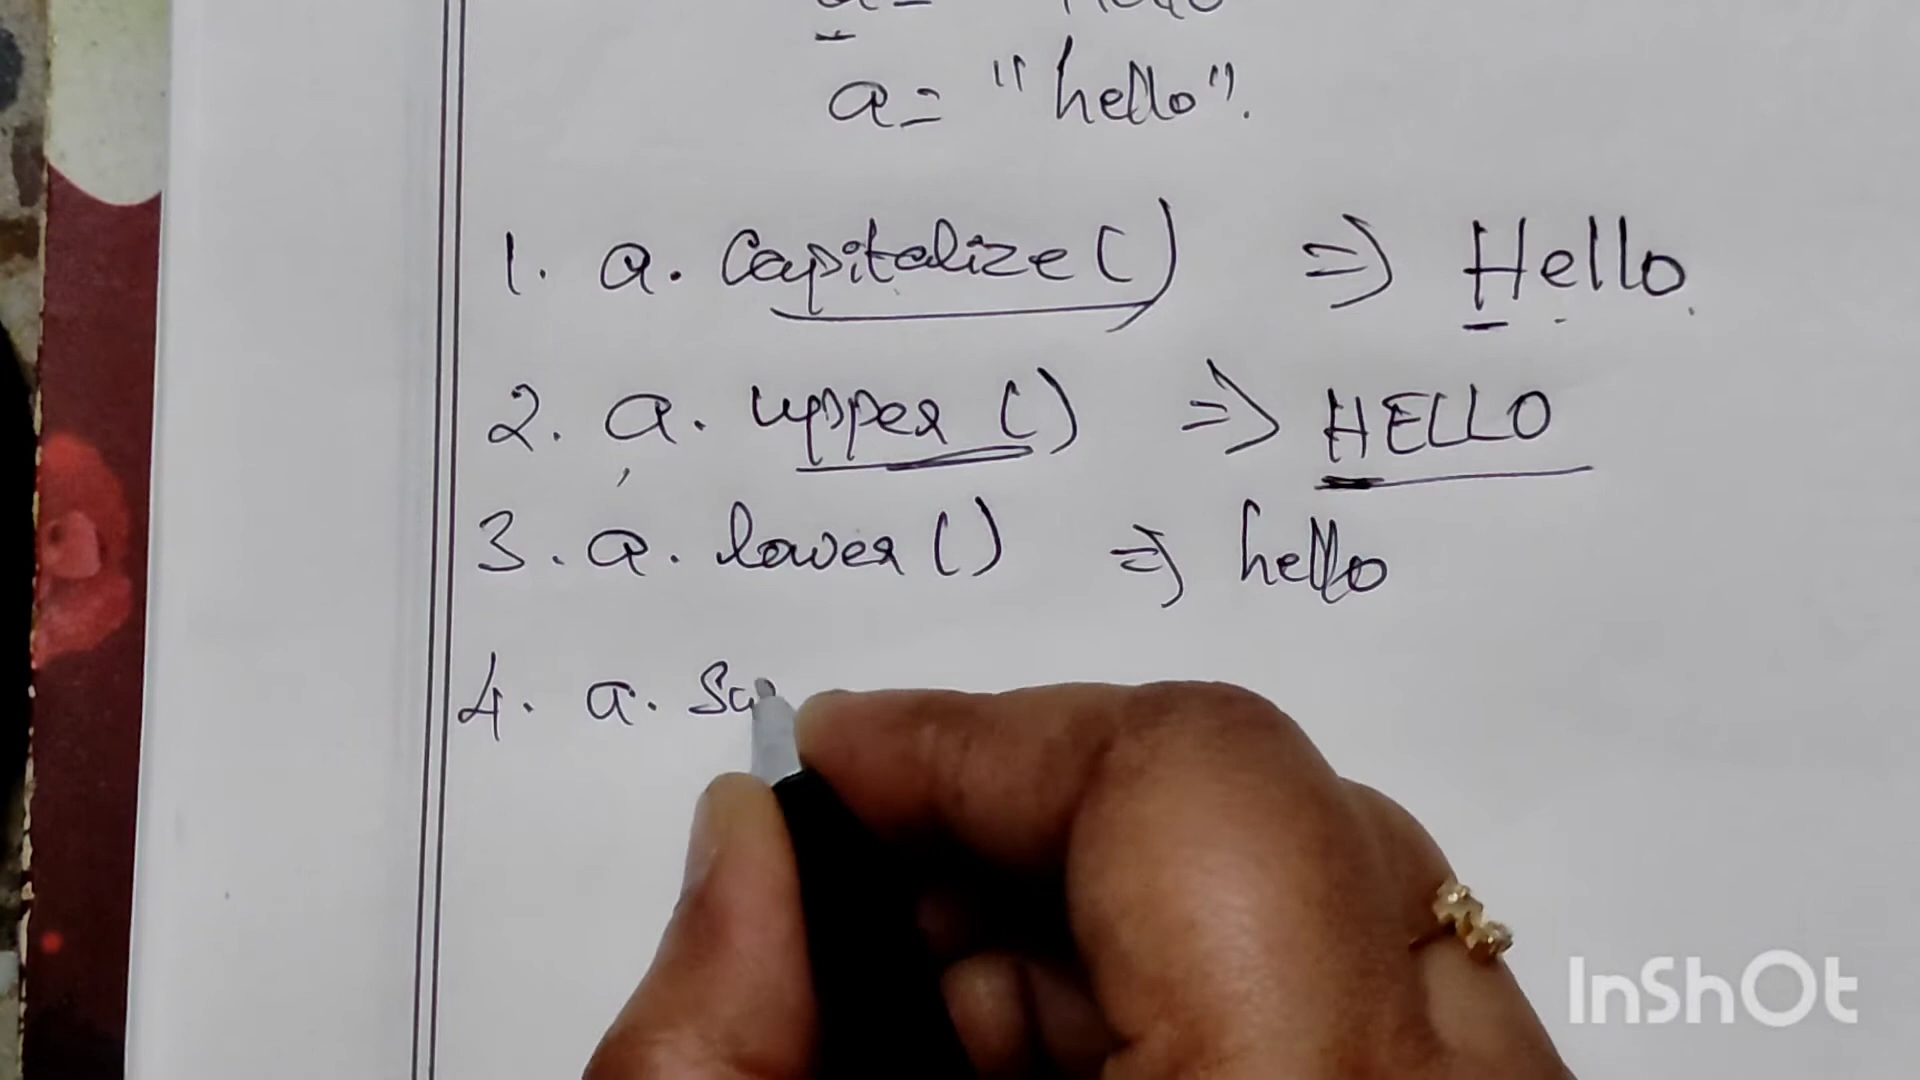 a = "hello".
1. a. Capitalize() => Hello.
2. a. upper () => HELLO
3. a. lower () => hello
4. a.
InShOt